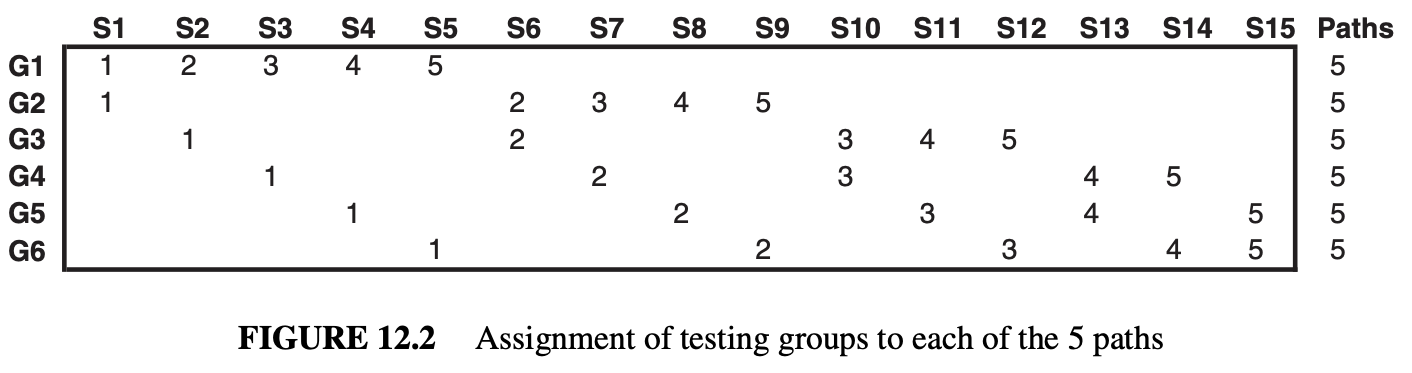 S1 S2 S3 S4 S5 S6 S7 S8 S9 S10 S11 S12 S13 S14 S15 Paths
G1 1 2 3 4 5 5
G2 1 2 3 4 5 5
G3 1 2 3 4 5 5
G4 1 2 3 4 5 5
G5 1 2 3 4 5 5
G6 1 2 3 4 5 5
FIGURE 12.2 Assignment of testing groups to each of the 5 paths